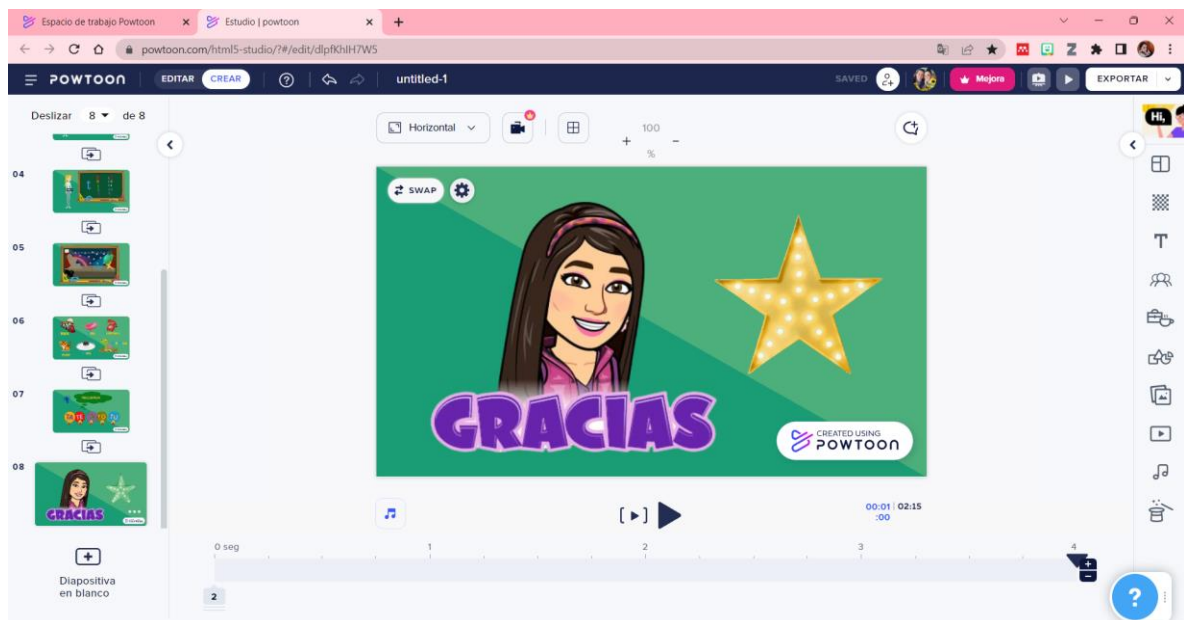 Espacio de trabajo Powtoon
Estudio | powtoon
powtoon.com/html5-studio/?#/edit/dlpfKhIH7W5
POWTOON
EDITAR CREAR
untitled-1
SAVED
Mejora
EXPORTAR
Deslizar 8 de 8
Horizontal
100
%
Hi,
SWAP
04
05
06
07
08
GRACIAS
CREATED USING
POWTOON
GRACIAS
00:01 | 02:15
:00
0 seg 1 2 3 4
Diapositiva
en blanco
2